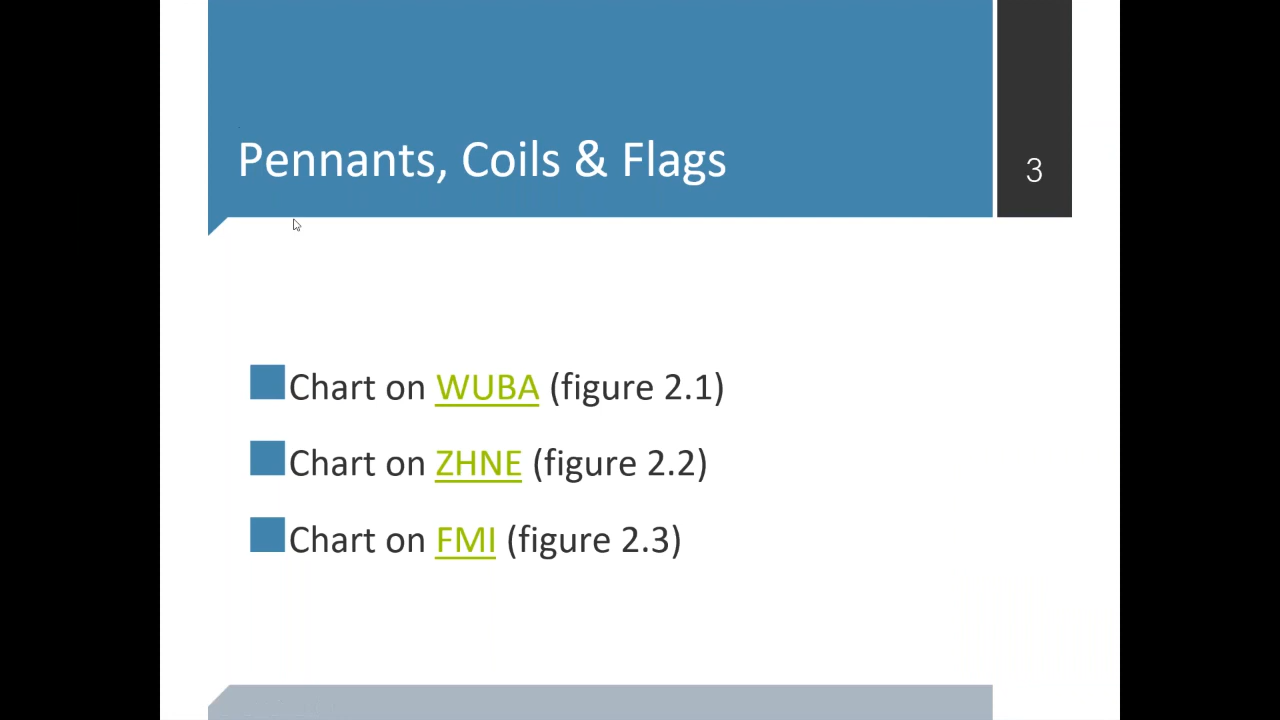 Pennants, Coils & Flags
3
Chart on WUBA (figure 2.1)
Chart on ZHNE (figure 2.2)
Chart on FMI (figure 2.3)